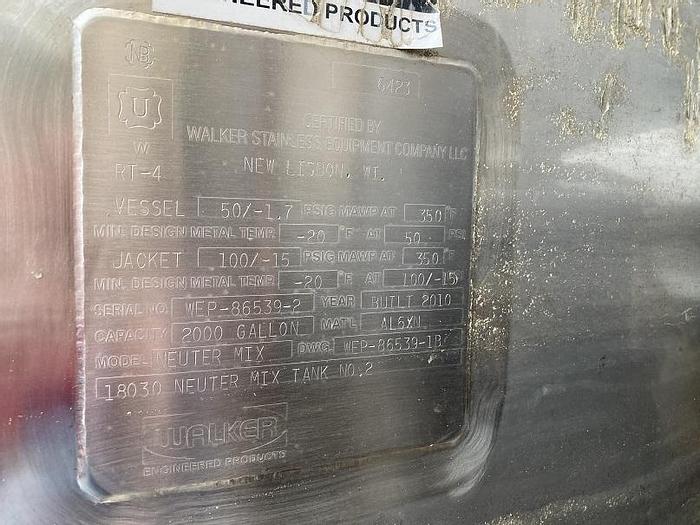 ENGINEERED PRODUCTS
NB
6423
U
W
RT-4
CERTIFIED BY
WALKER STAINLESS EQUIPMENT COMPANY LLC
NEW LISBON, WI.
VESSEL 50/-1.7 PSIG MAWP AT 350 °F
MIN. DESIGN METAL TEMP. -20 °F AT 50 PSI
JACKET 100/-15 PSIG MAWP AT 350 °F
MIN. DESIGN METAL TEMP. -20 °F AT 100/-15
SERIAL NO. WEP-86539-2 YEAR BUILT 2010
CAPACITY 2000 GALLON MAT'L AL6XN
MODEL NEUTER MIX DWG. WEP-86539-1B
18030 NEUTER MIX TANK NO.2
WALKER
ENGINEERED PRODUCTS